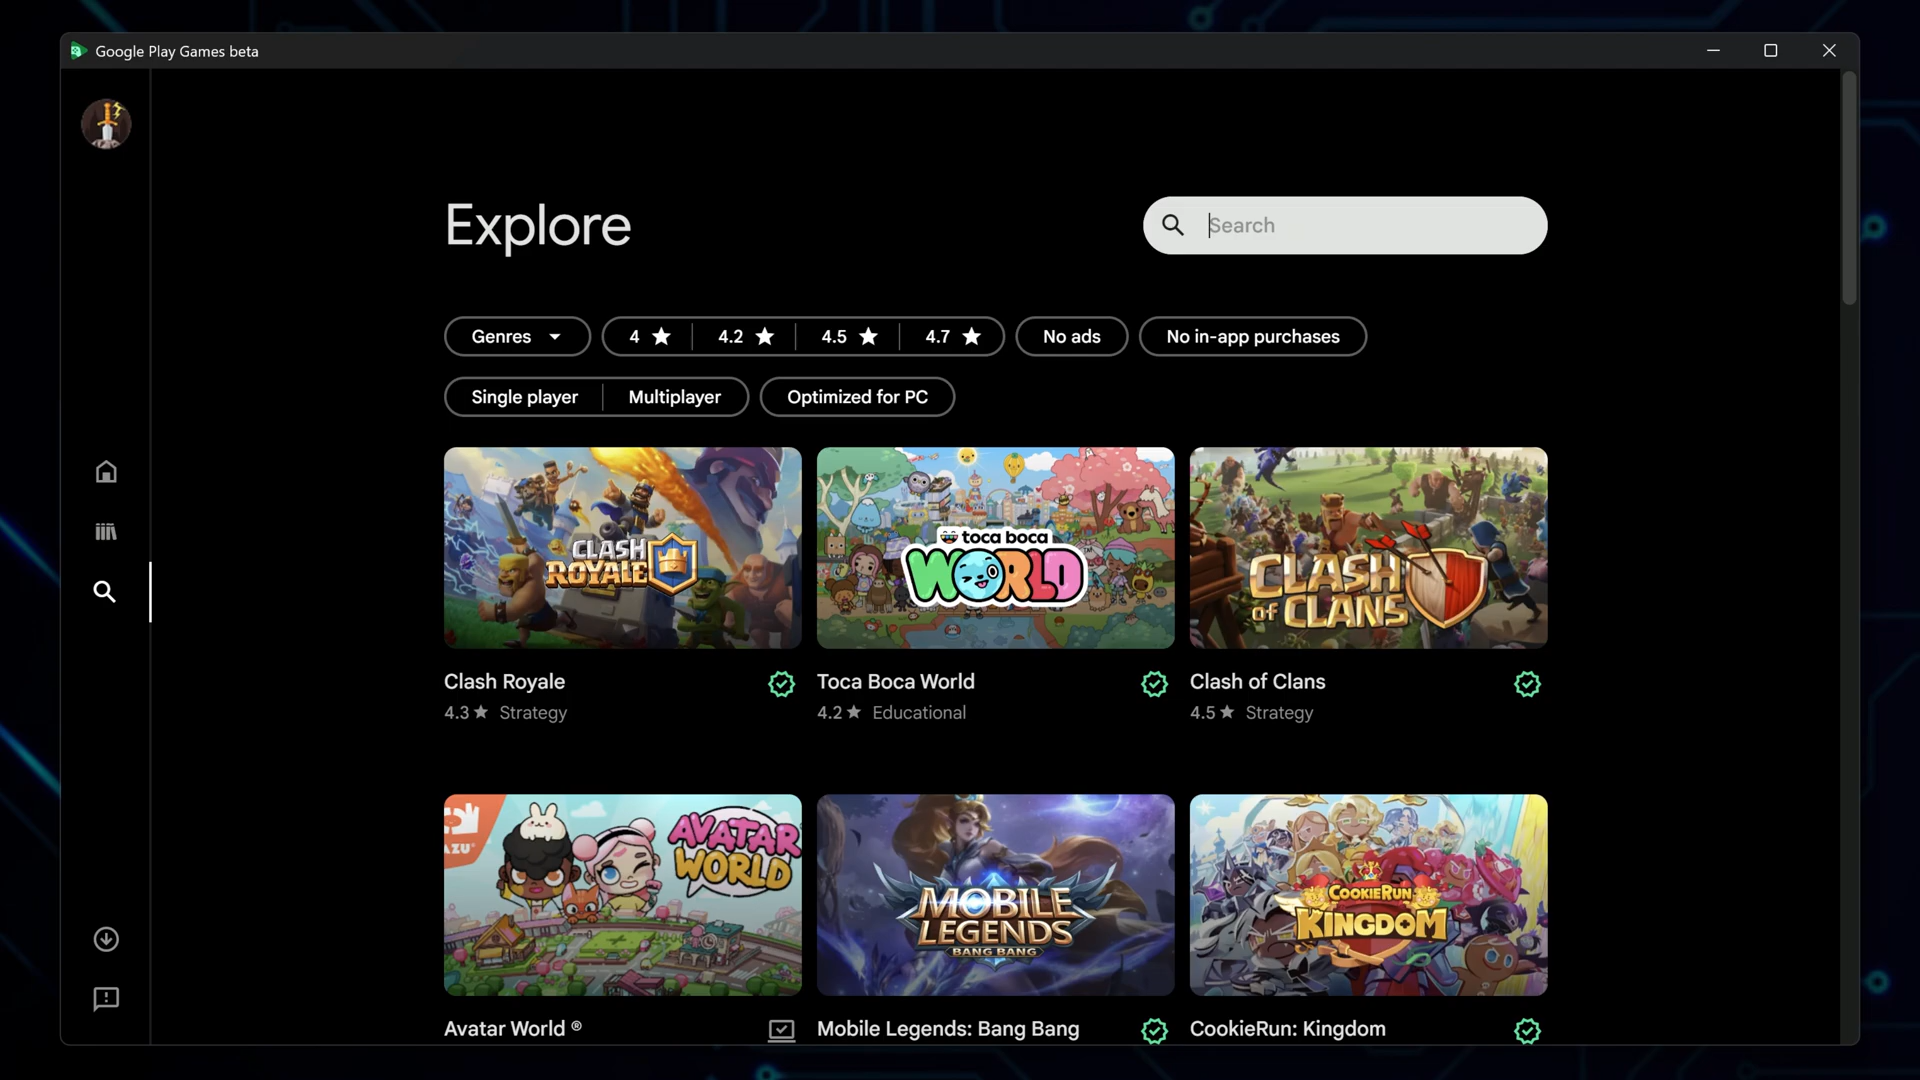 Google Play Games beta
Explore
Search
Genres
4 ★
4.2 ★
4.5 ★
4.7 ★
No ads
No in-app purchases
Single player
Multiplayer
Optimized for PC
CLASH
ROYALE
toca boca
WORLD
CLASH
OF CLANS
Clash Royale
4.3 ★ Strategy
Toca Boca World
4.2 ★ Educational
Clash of Clans
4.5 ★ Strategy
AZU®
AVATAR
WORLD
MOBILE
LEGENDS
BANG BANG
COOKIERUN
KINGDOM
Avatar World ®
Mobile Legends: Bang Bang
CookieRun: Kingdom